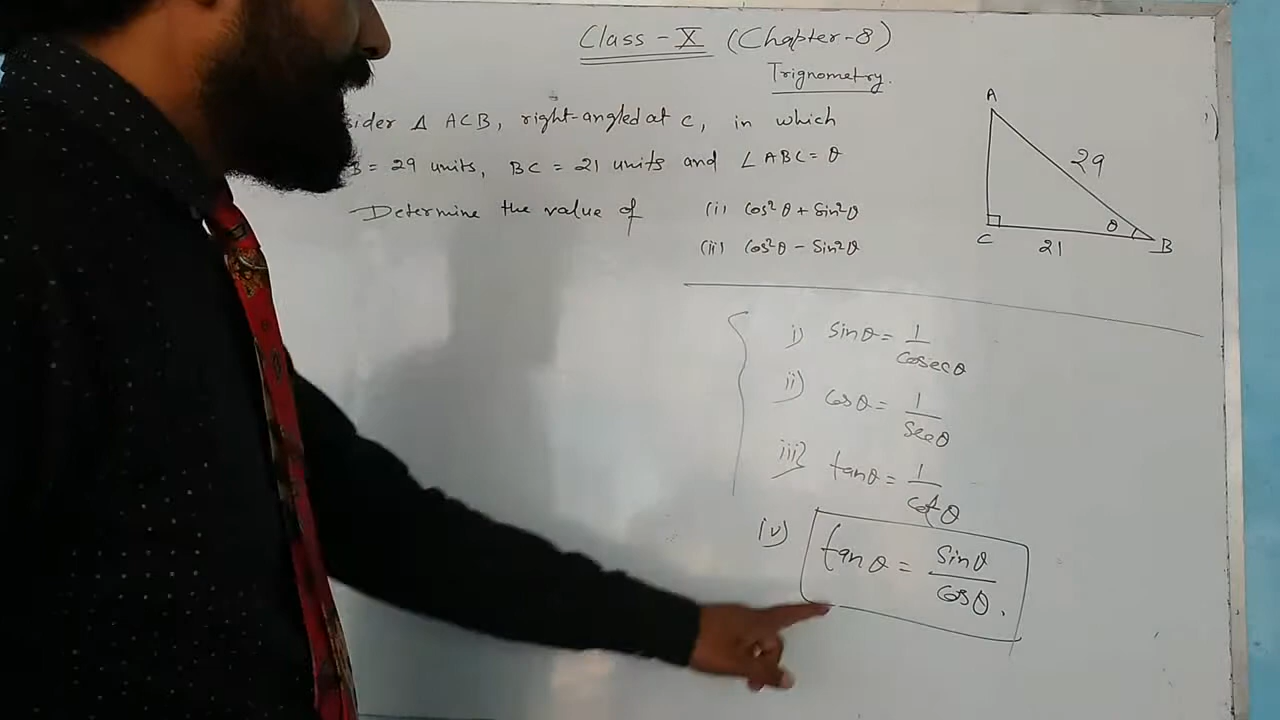 Class - X (Chapter-8)
Trignometry.
sider Δ ACB, right-angled at C, in which
B = 29 units, BC = 21 units and ∠ABC = θ
Determine the value of (i) Cos²θ + Sin²θ
(ii) Cos²θ - Sin²θ
A
29
C
21
θ
B
i) Sinθ = 1/Cosecθ
ii) Cosθ = 1/Secθ
iii) tanθ = 1/Cotθ
iv) tanθ = Sinθ/Cosθ.